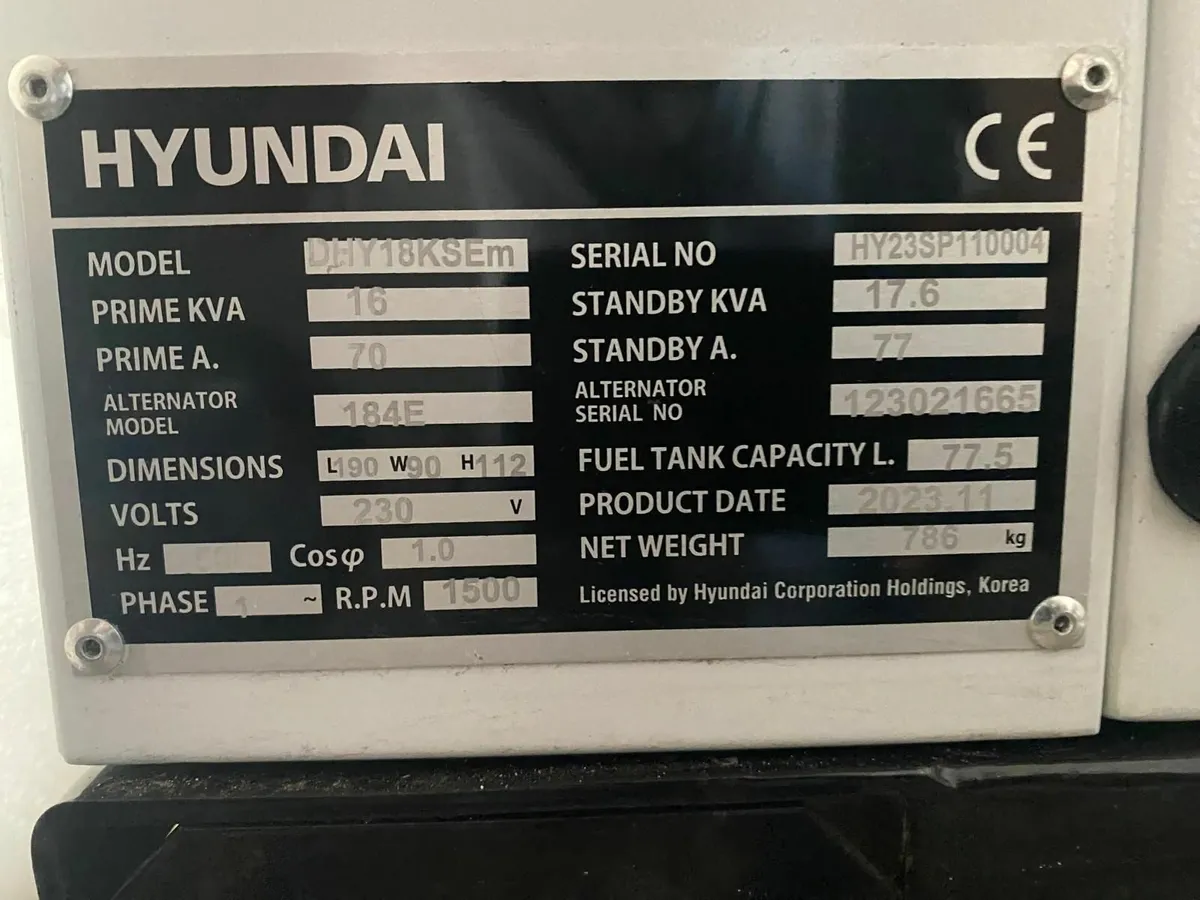 HYUNDAI CE
MODEL DHY18KSEm SERIAL NO HY23SP110004
PRIME KVA 16 STANDBY KVA 17.6
PRIME A. 70 STANDBY A. 77
ALTERNATOR MODEL 184E ALTERNATOR SERIAL NO 123021665
DIMENSIONS L190 W90 H112 FUEL TANK CAPACITY L. 77.5
VOLTS 230 V PRODUCT DATE 2023.11
Hz Cosφ 1.0 NET WEIGHT 786 kg
PHASE 1 ~ R.P.M 1500 Licensed by Hyundai Corporation Holdings, Korea